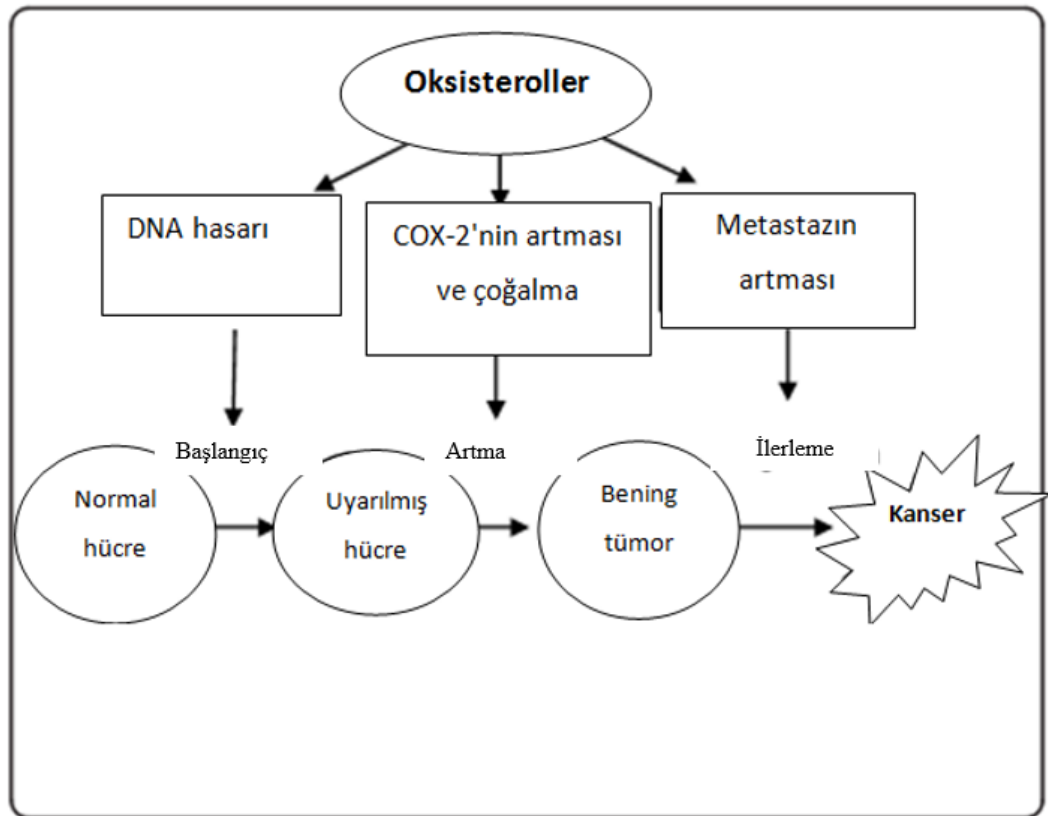 Oksisteroller
DNA hasarı
COX-2'nin artması
ve çoğalma
Metastazın
artması
Başlangıç
Artma
İlerleme
Normal
hücre
Uyarılmış
hücre
Bening
tümor
Kanser